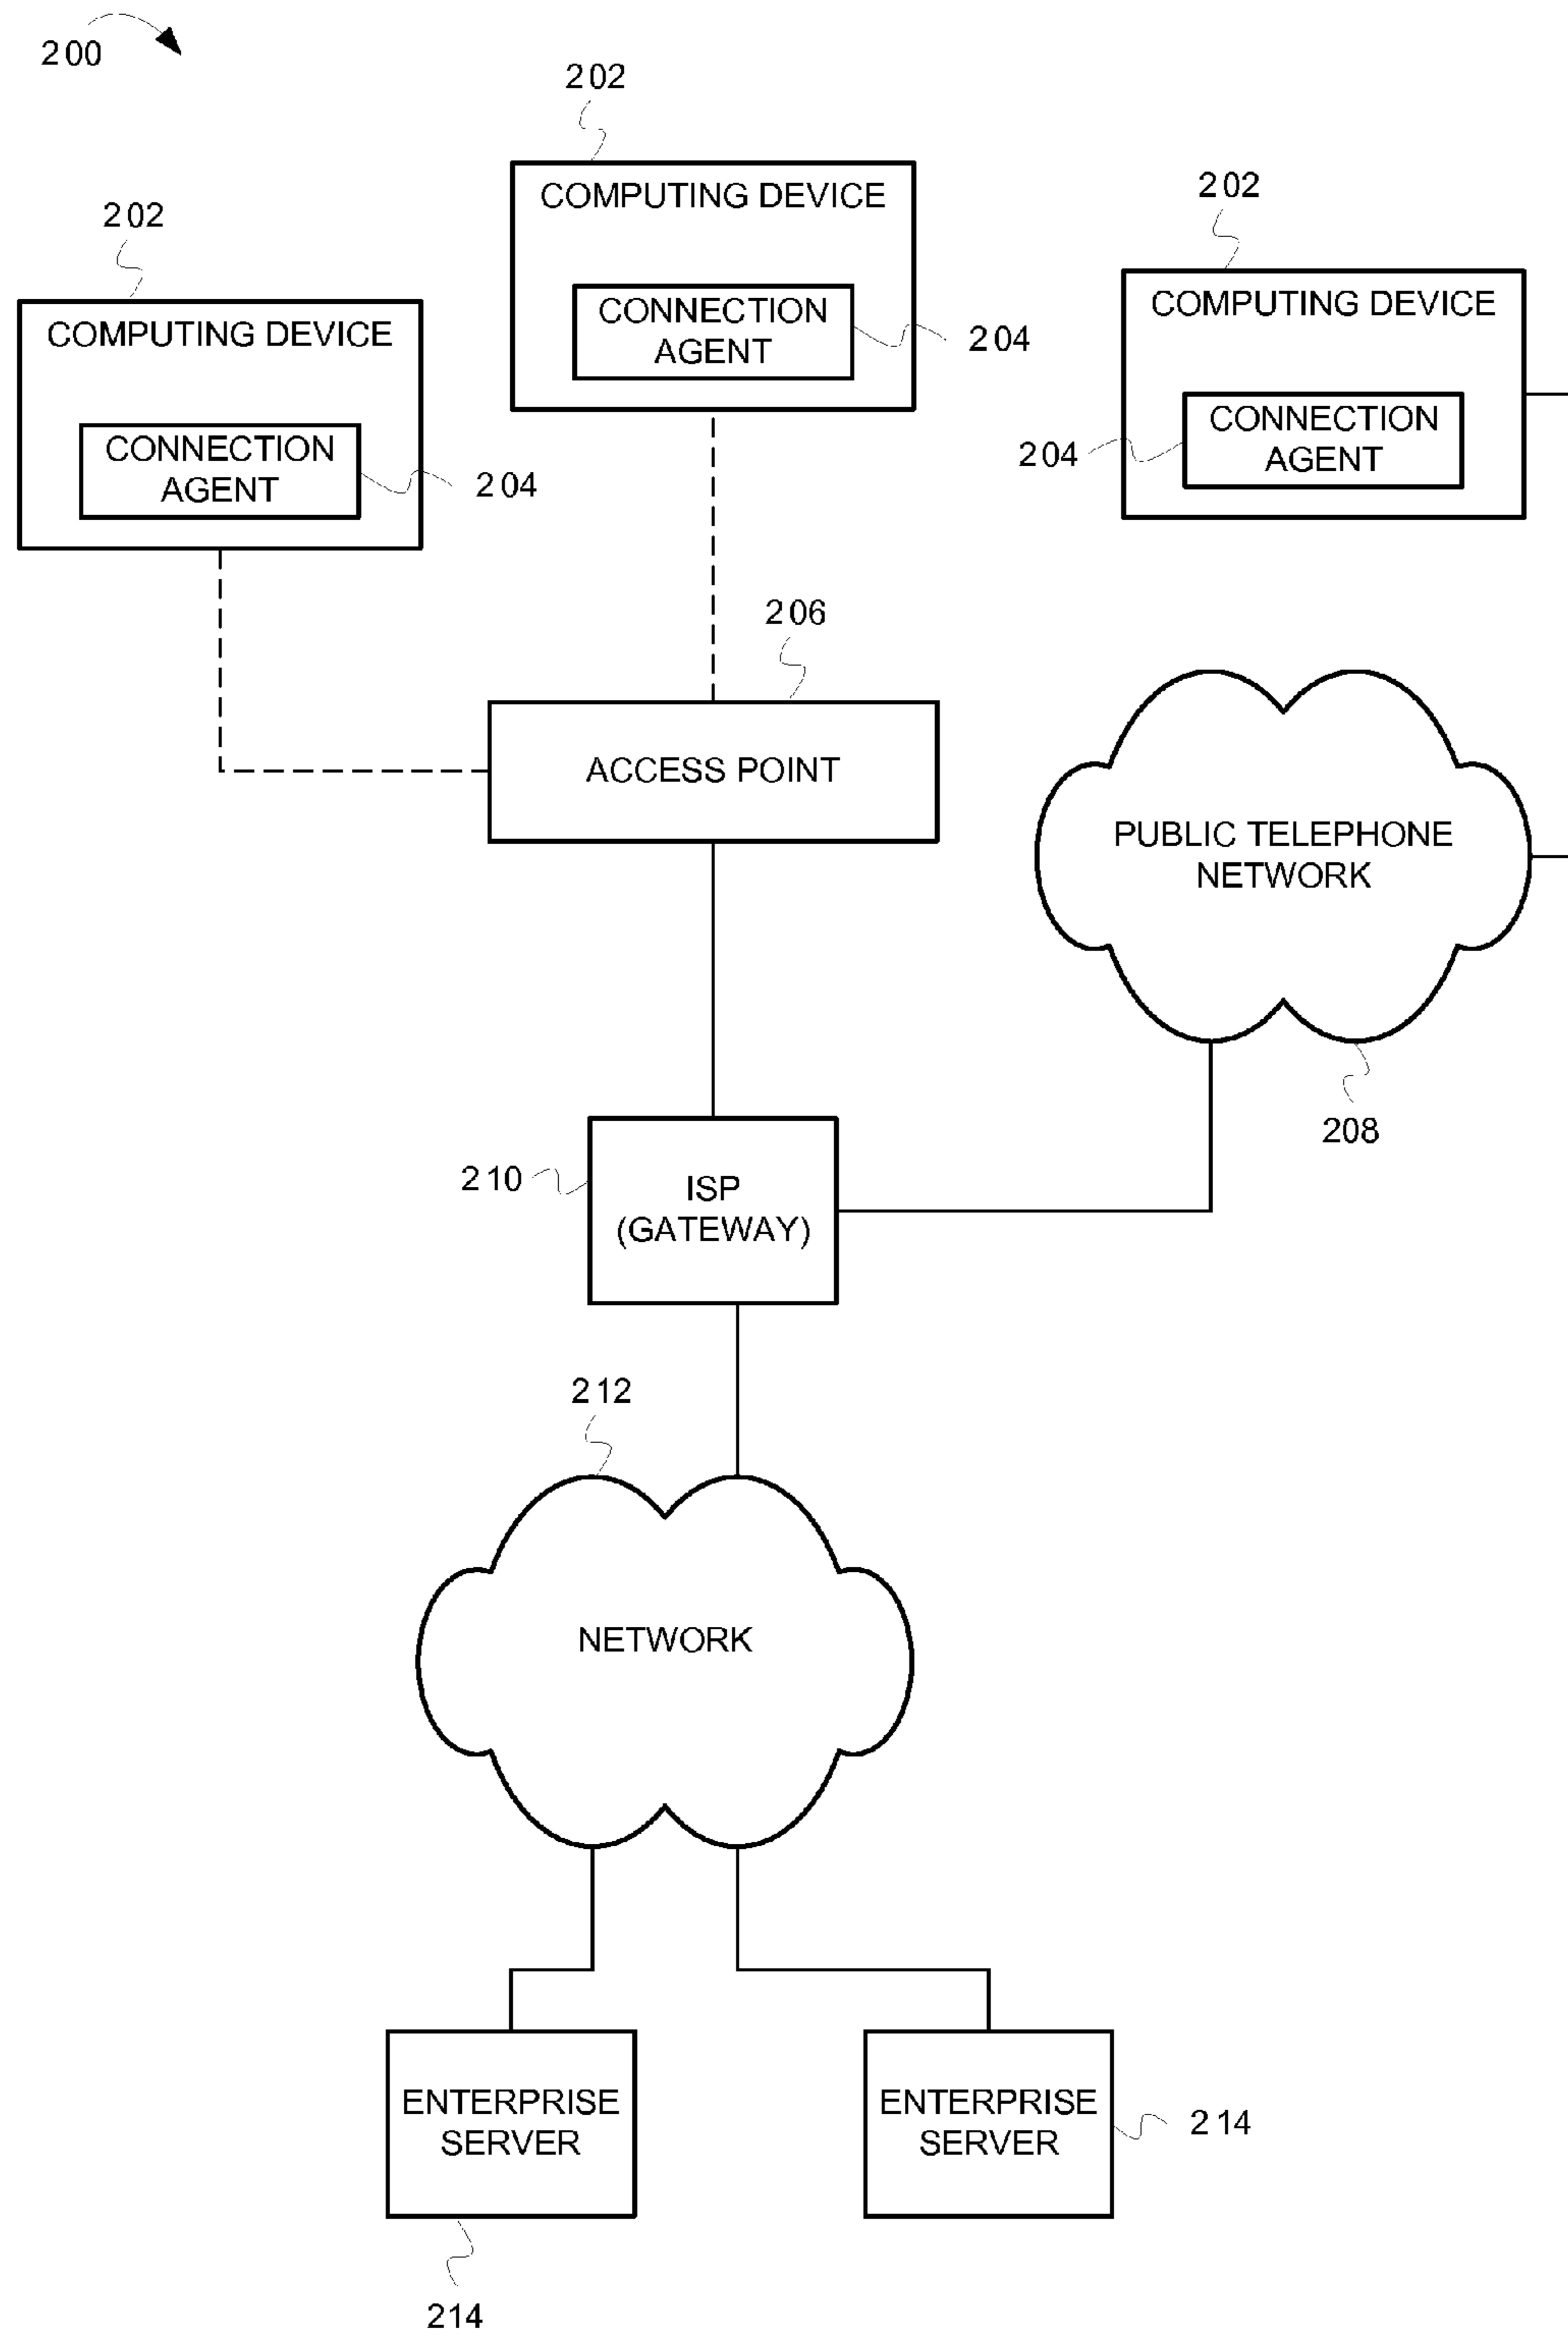 200
202
COMPUTING DEVICE
202
COMPUTING DEVICE
202
COMPUTING DEVICE
CONNECTION
AGENT
204
CONNECTION
AGENT
204
CONNECTION
AGENT
204
206
ACCESS POINT
PUBLIC TELEPHONE
NETWORK
208
210
ISP
(GATEWAY)
212
NETWORK
ENTERPRISE
SERVER
214
ENTERPRISE
SERVER
214